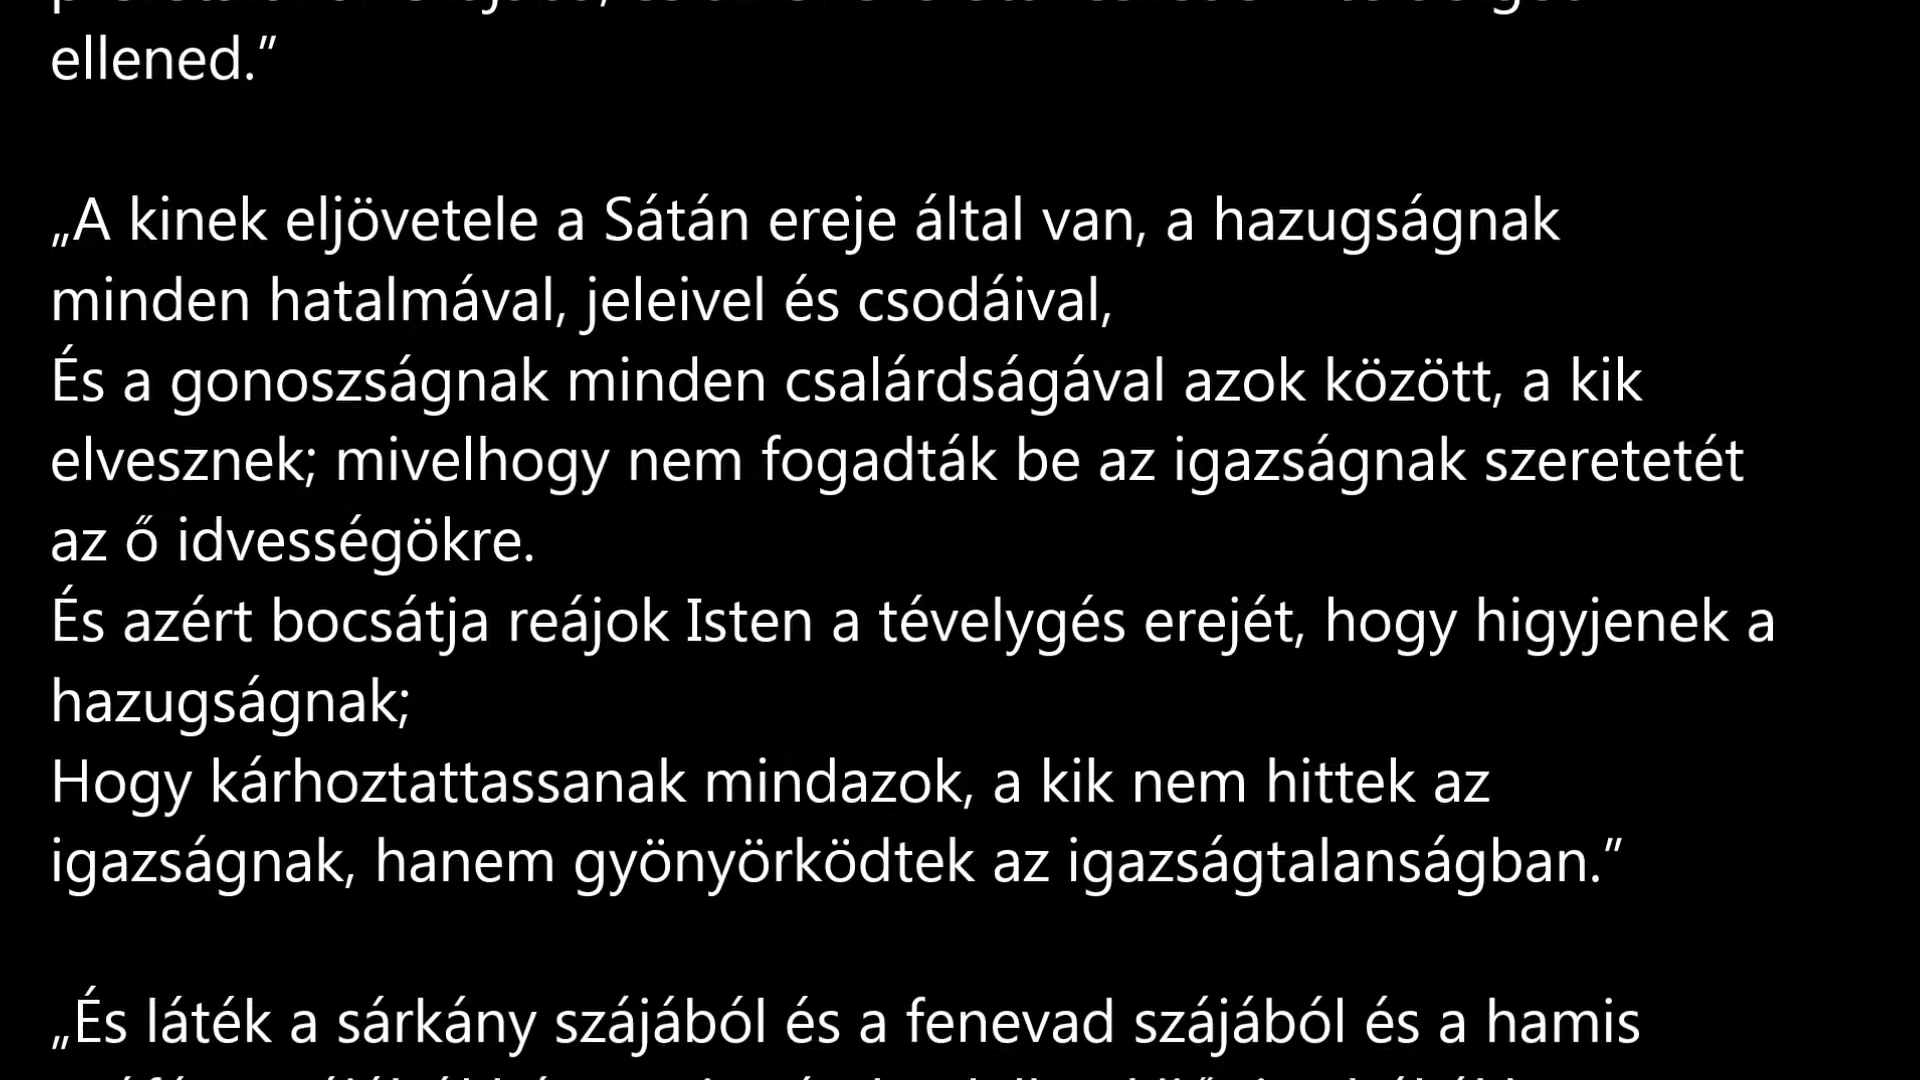 ellened.”
„A kinek eljövetele a Sátán ereje által van, a hazugságnak
minden hatalmával, jeleivel és csodáival,
És a gonoszságnak minden csalárdságával azok között, a kik
elvesznek; mivelhogy nem fogadták be az igazságnak szeretetét
az ő idvességökre.
És azért bocsátja reájok Isten a tévelygés erejét, hogy higyjenek a
hazugságnak;
Hogy kárhoztattassanak mindazok, a kik nem hittek az
igazságnak, hanem gyönyörködtek az igazságtalanságban.”
„És láték a sárkány szájából és a fenevad szájából és a hamis